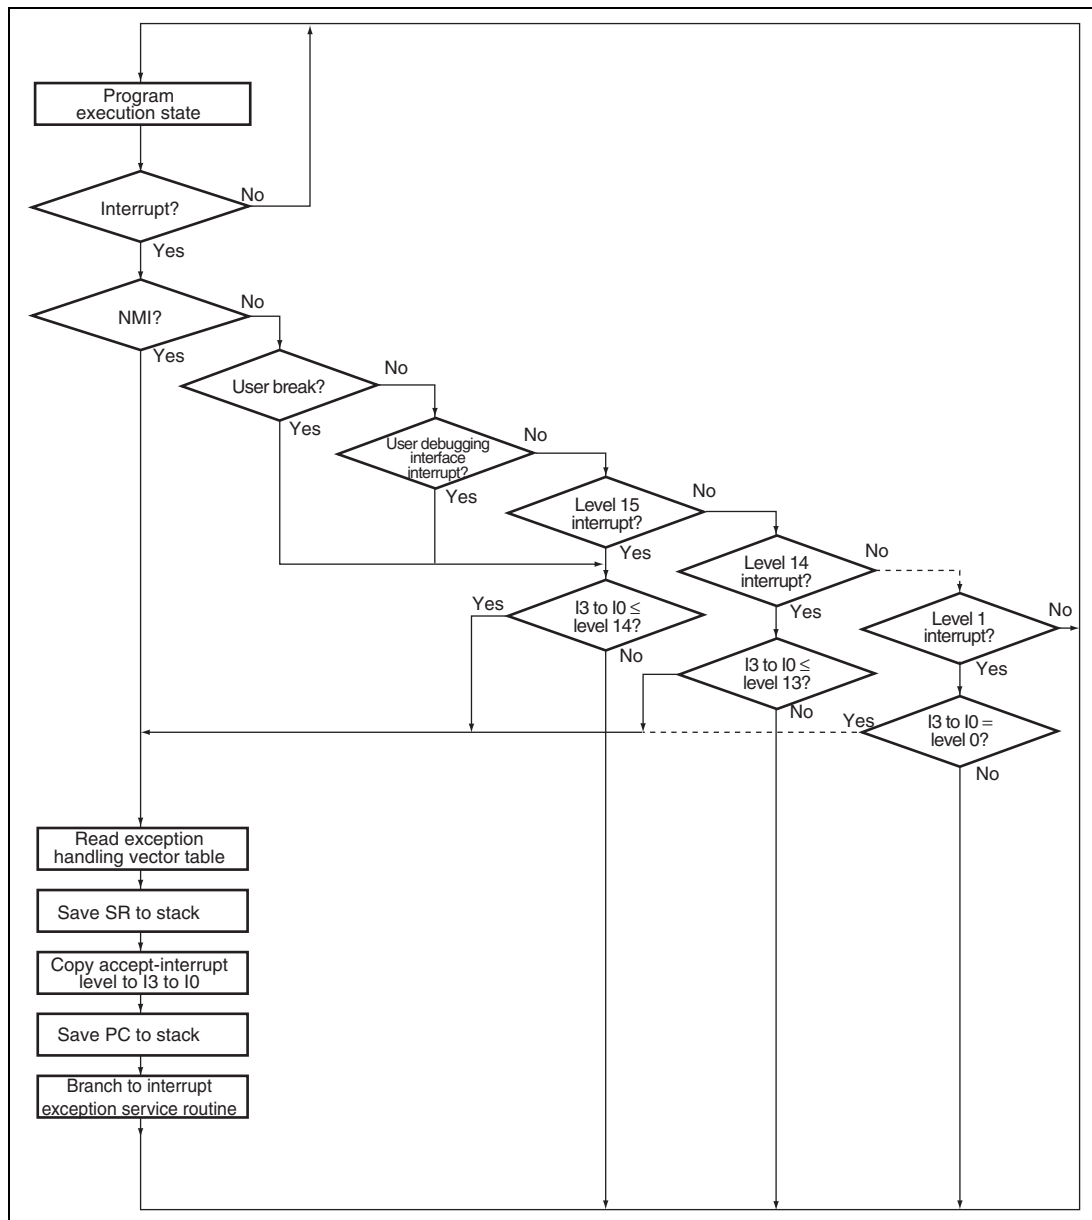 Program
execution state
No
Interrupt?
Yes
No
NMI?
Yes
No
User break?
Yes
No
User debugging
interface
interrupt?
Yes
No
Level 15
interrupt?
Yes
No
Level 14
interrupt?
Yes
No
Level 1
interrupt?
Yes
Yes
I3 to I0 ≤
level 14?
No
I3 to I0 ≤
level 13?
No
Yes
I3 to I0 =
level 0?
No
Read exception
handling vector table
Save SR to stack
Copy accept-interrupt
level to I3 to I0
Save PC to stack
Branch to interrupt
exception service routine